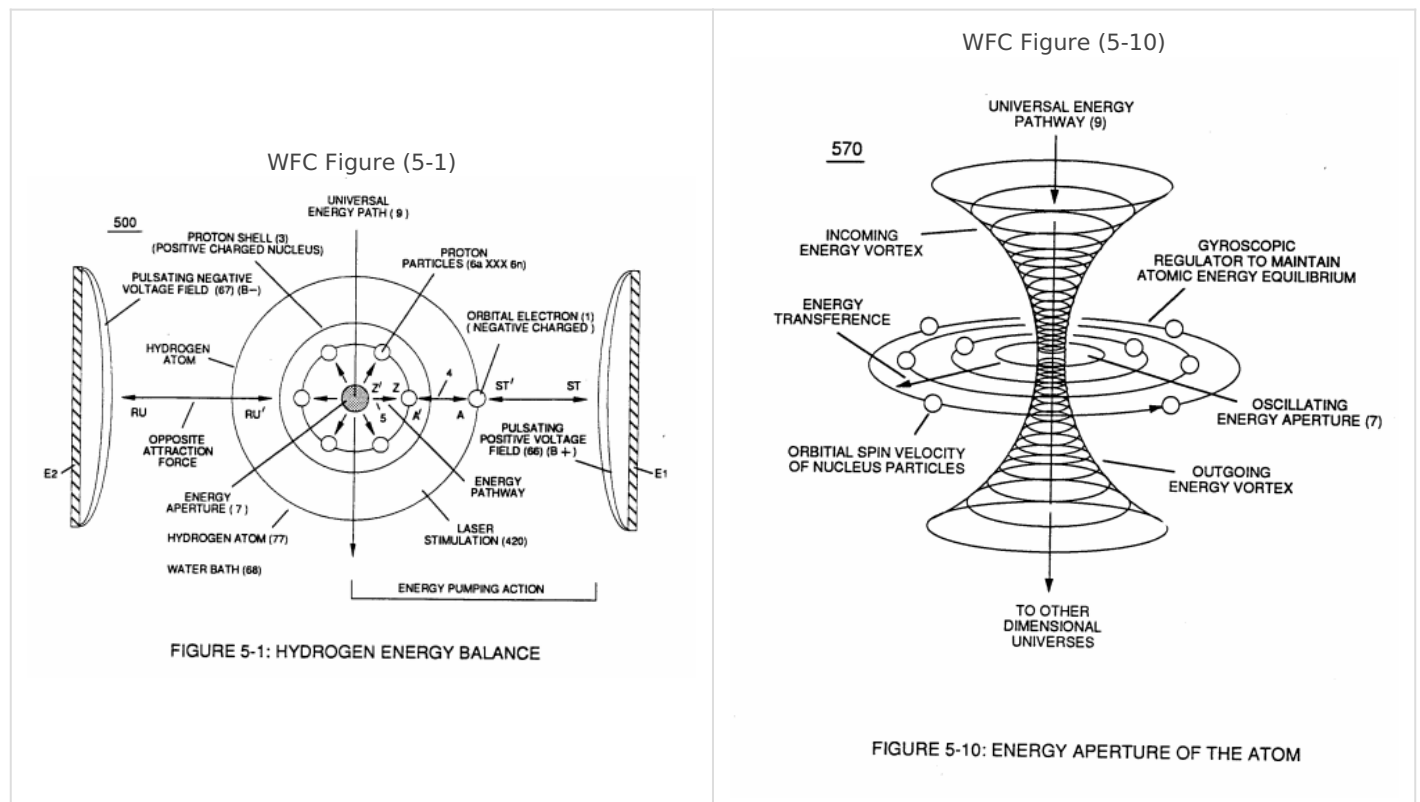 WFC Figure (5-1)
500
UNIVERSAL
ENERGY PATH ( 9 )
PROTON SHELL (3)
(POSITIVE CHARGED NUCLEUS)
PROTON
PARTICLES (6a XXX 6n)
PULSATING NEGATIVE
VOLTAGE FIELD (67) (B−)
ORBITAL ELECTRON (1)
( NEGATIVE CHARGED )
HYDROGEN
ATOM
RU
RU'
Z'
Z
5
4
A'
A
ST'
ST
OPPOSITE
ATTRACTION
FORCE
PULSATING
POSITIVE VOLTAGE
FIELD (66) (B +)
E2
E1
ENERGY
APERTURE ( 7 )
ENERGY
PATHWAY
HYDROGEN ATOM (77)
LASER
STIMULATION (420)
WATER BATH (68)
ENERGY PUMPING ACTION
FIGURE 5-1: HYDROGEN ENERGY BALANCE
WFC Figure (5-10)
570
UNIVERSAL ENERGY
PATHWAY (9)
INCOMING
ENERGY VORTEX
GYROSCOPIC
REGULATOR TO MAINTAIN
ATOMIC ENERGY EQUILIBRIUM
ENERGY
TRANSFERENCE
OSCILLATING
ENERGY APERTURE (7)
ORBITIAL SPIN VELOCITY
OF NUCLEUS PARTICLES
OUTGOING
ENERGY VORTEX
TO OTHER
DIMENSIONAL
UNIVERSES
FIGURE 5-10: ENERGY APERTURE OF THE ATOM